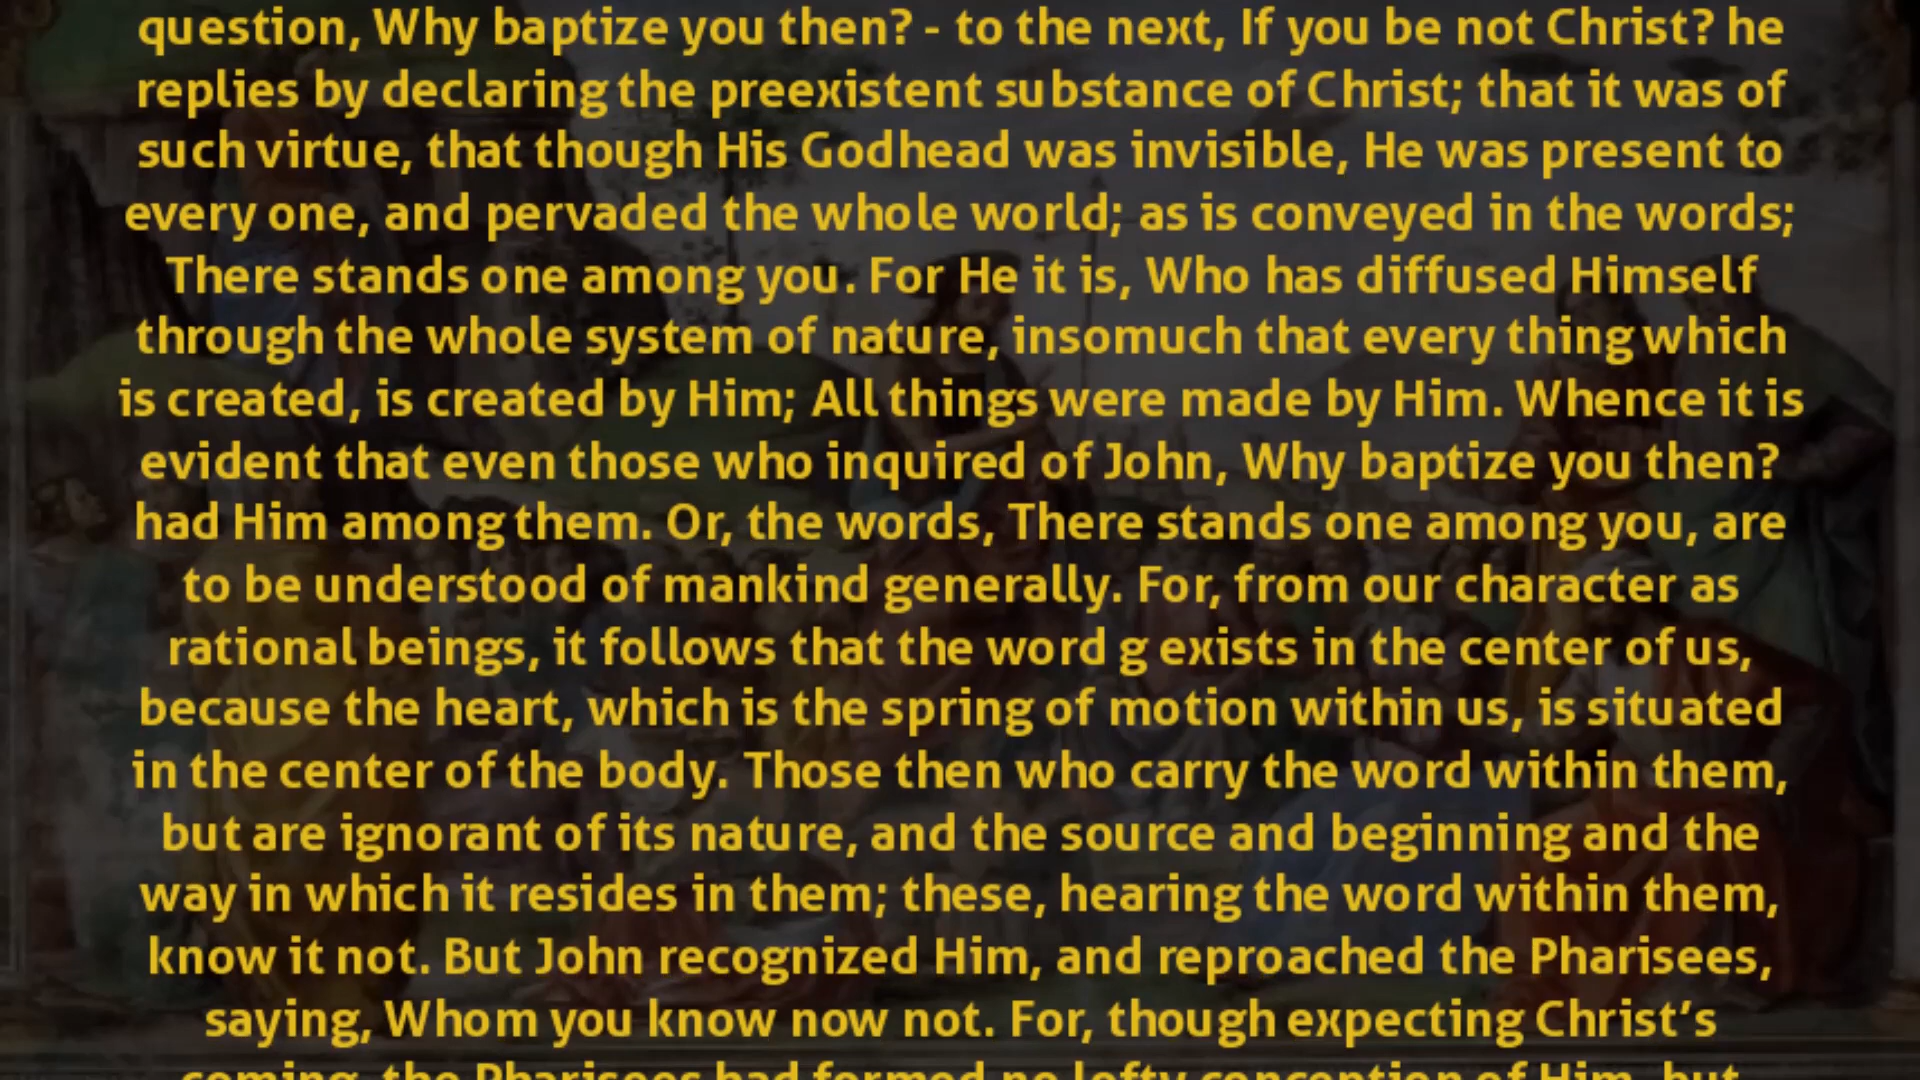 question, Why baptize you then? - to the next, If you be not Christ? he
replies by declaring the preexistent substance of Christ; that it was of
such virtue, that though His Godhead was invisible, He was present to
every one, and pervaded the whole world; as is conveyed in the words;
There stands one among you. For He it is, Who has diffused Himself
through the whole system of nature, insomuch that every thing which
is created, is created by Him; All things were made by Him. Whence it is
evident that even those who inquired of John, Why baptize you then?
had Him among them. Or, the words, There stands one among you, are
to be understood of mankind generally. For, from our character as
rational beings, it follows that the word g exists in the center of us,
because the heart, which is the spring of motion within us, is situated
in the center of the body. Those then who carry the word within them,
but are ignorant of its nature, and the source and beginning and the
way in which it resides in them; these, hearing the word within them,
know it not. But John recognized Him, and reproached the Pharisees,
saying, Whom you know now not. For, though expecting Christ’s
coming, the Pharisees had formed no lofty conception of Him, but